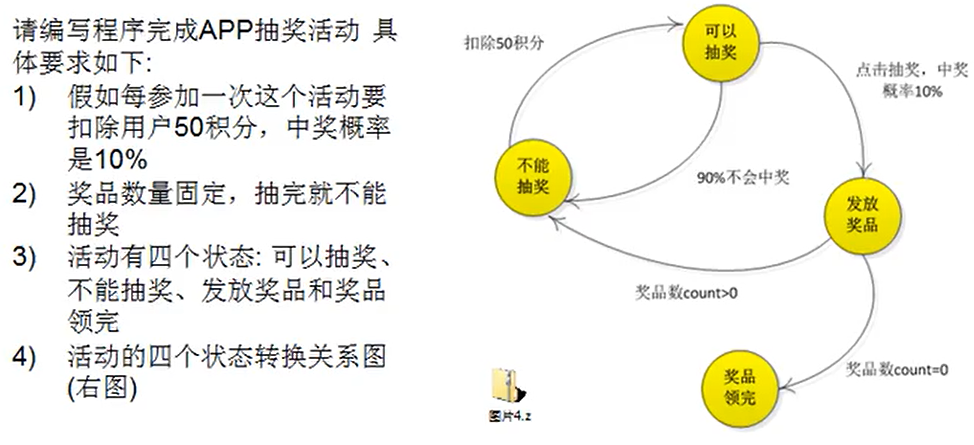 请编写程序完成APP抽奖活动 具
体要求如下:
1) 假如每参加一次这个活动要
扣除用户50积分，中奖概率
是10%
2) 奖品数量固定，抽完就不能
抽奖
3) 活动有四个状态: 可以抽奖、
不能抽奖、发放奖品和奖品
领完
4) 活动的四个状态转换关系图
(右图)
扣除50积分
可以
抽奖
点击抽奖，中奖
概率10%
不能
抽奖
90%不会中奖
发放
奖品
奖品数count>0
奖品
领完
奖品数count=0
图片4.z